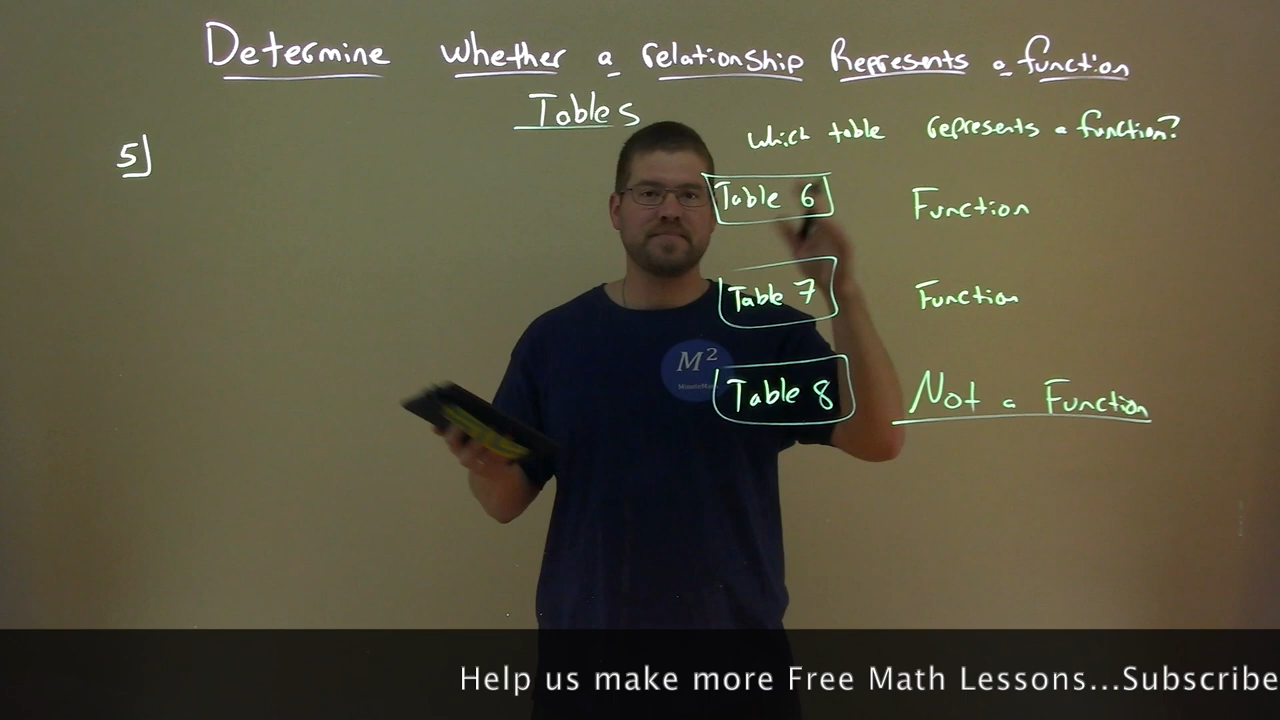 Determine whether a relationship Represents a function
Tables
5]
which table represents a function?
Table 6 Function
Table 7 Function
M²
Table 8 Not a Function
Help us make more Free Math Lessons...Subscribe